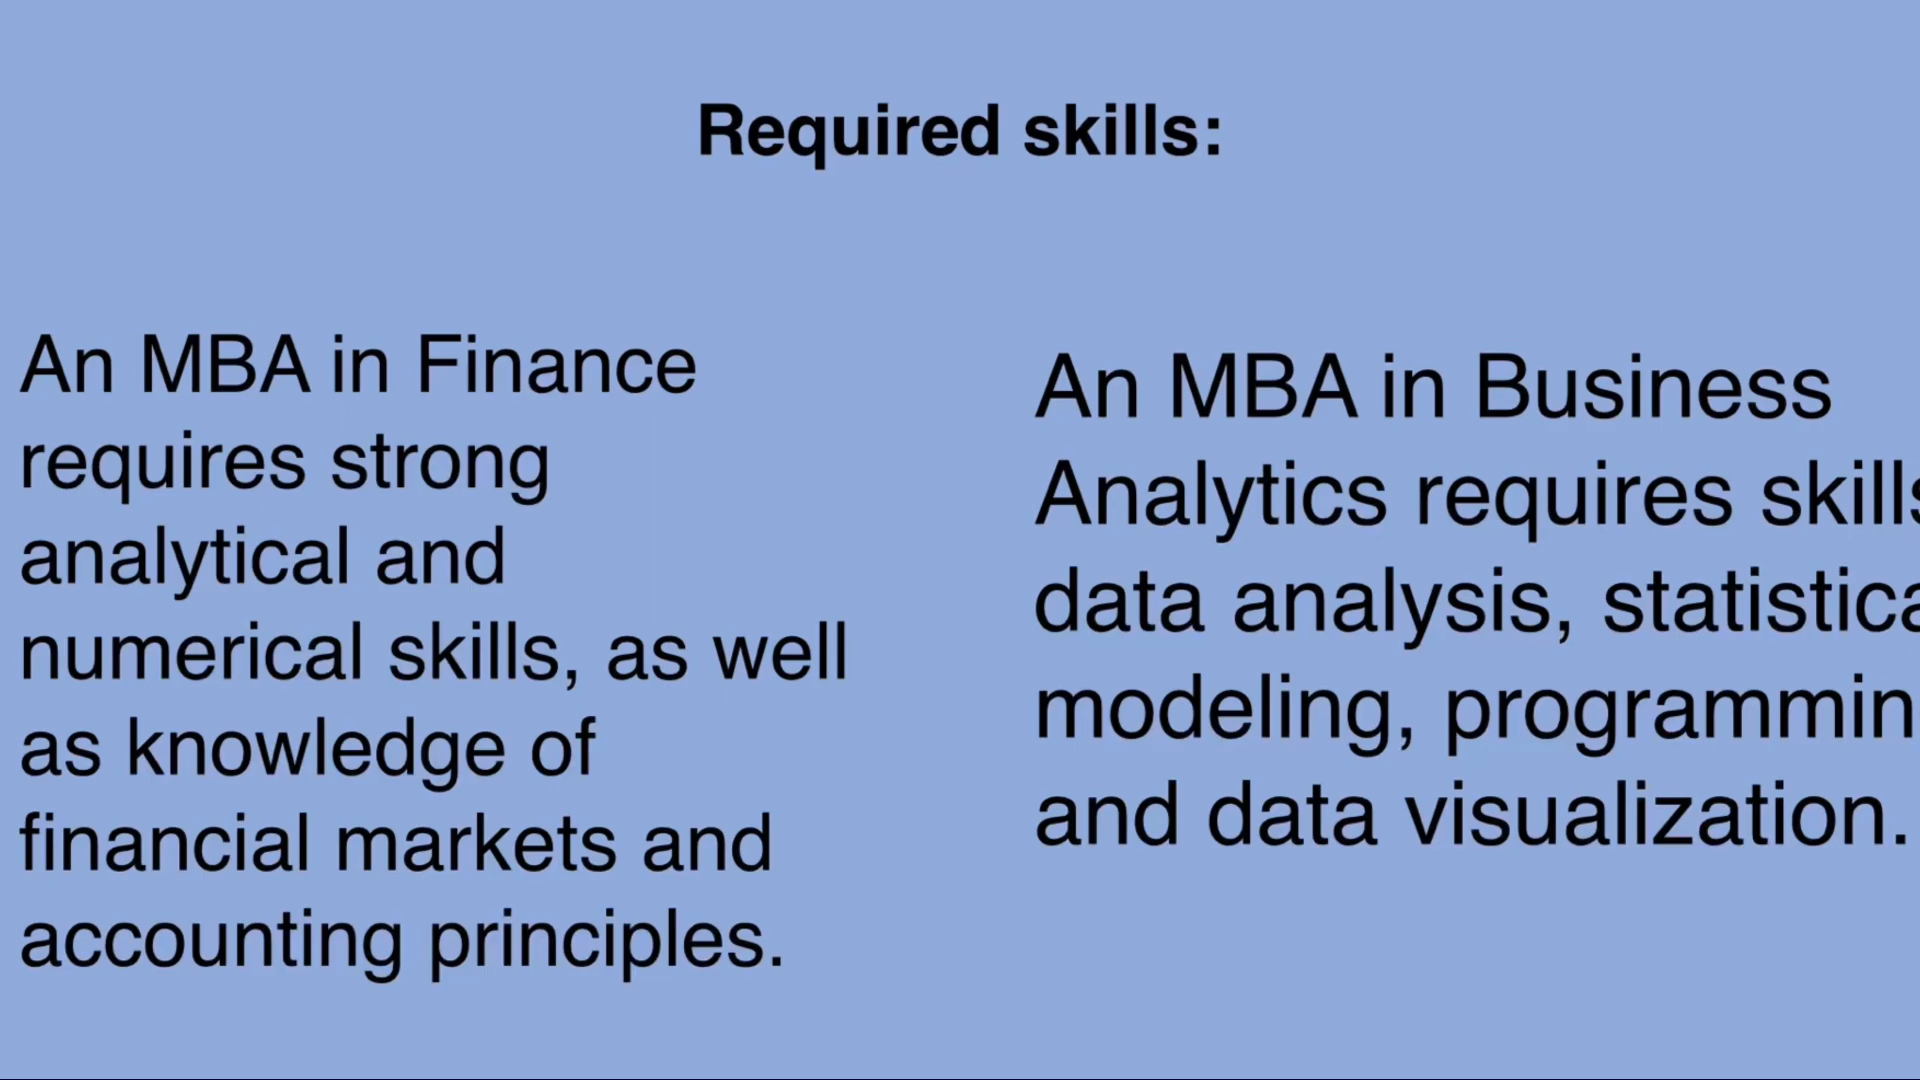 Required skills:
An MBA in Finance
requires strong
analytical and
numerical skills, as well
as knowledge of
financial markets and
accounting principles.
An MBA in Business
Analytics requires skills
data analysis, statistica
modeling, programmin
and data visualization.